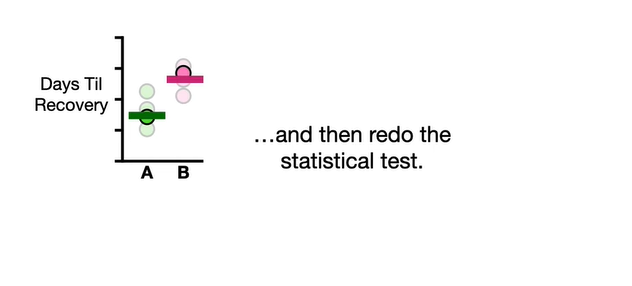 Days Til
Recovery
A B
…and then redo the
statistical test.